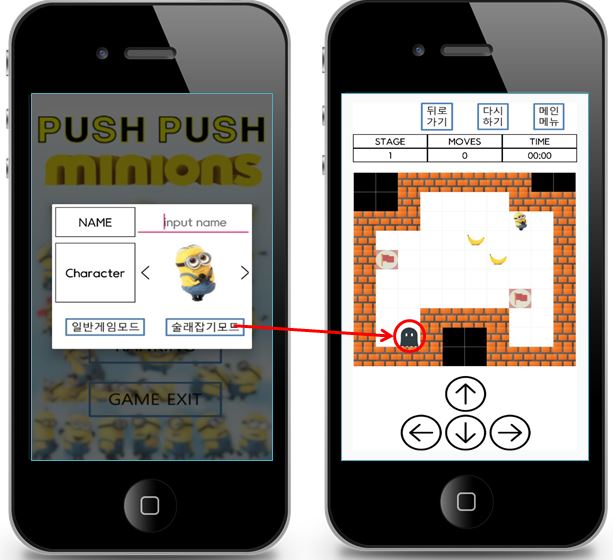 PUSH PUSH
minions
NAME
input name
Character
일반게임모드
술래잡기모드
RANKING
GAME EXIT
뒤로
가기
다시
하기
메인
메뉴
STAGE MOVES TIME
1 0 00:00